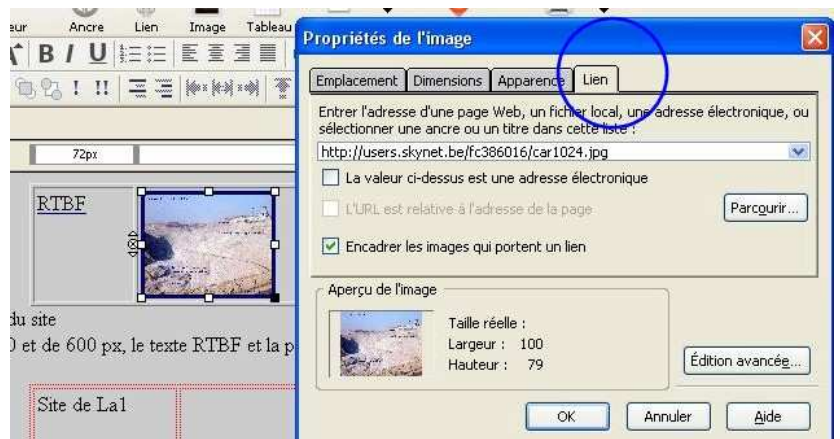 Ancre Lien Image Tableau
B I U
! !!
72px
RTBF
du site
0 et de 600 px, le texte RTBF et la p
Site de La1
Propriétés de l'image
Emplacement Dimensions Apparence Lien
Entrer l'adresse d'une page Web, un fichier local, une adresse électronique, ou
sélectionner une ancre ou un titre dans cette liste :
http://users.skynet.be/fc386016/car1024.jpg
La valeur ci-dessus est une adresse électronique
L'URL est relative à l'adresse de la page
Parcourir...
Encadrer les images qui portent un lien
Aperçu de l'image
Taille réelle :
Largeur : 100
Hauteur : 79
Édition avancée...
OK Annuler Aide